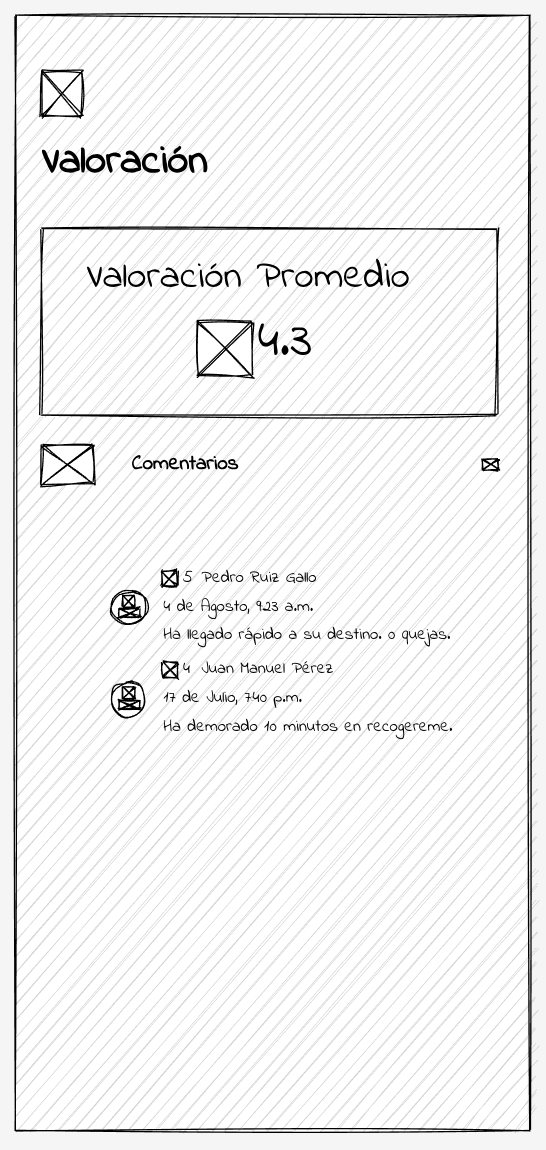 Valoración
Valoración Promedio
4.3
Comentarios
5 Pedro Ruiz Gallo
4 de Agosto, 9.23 a.m.
Ha llegado rápido a su destino. 0 quejas.
4 Juan Manuel Pérez
17 de Julio, 7.40 p.m.
Ha demorado 10 minutos en recogereme.